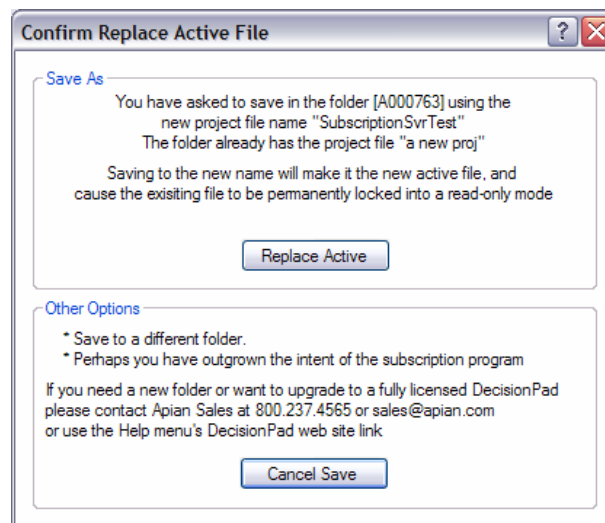 Confirm Replace Active File
Save As
You have asked to save in the folder [A000763] using the
new project file name "SubscriptionSvrTest"
The folder already has the project file "a new proj"
Saving to the new name will make it the new active file, and
cause the exisiting file to be permanently locked into a read-only mode
Replace Active
Other Options
* Save to a different folder.
* Perhaps you have outgrown the intent of the subscription program
If you need a new folder or want to upgrade to a fully licensed DecisionPad
please contact Apian Sales at 800.237.4565 or sales@apian.com
or use the Help menu's DecisionPad web site link
Cancel Save